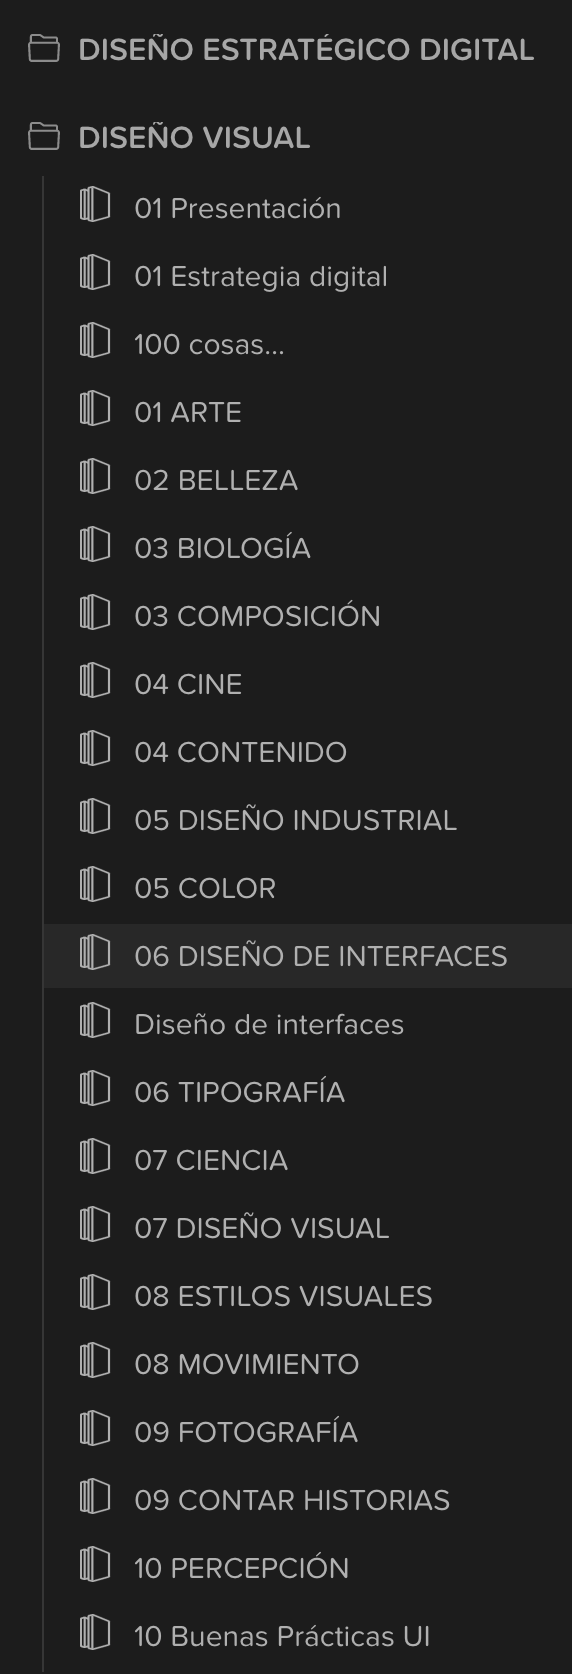 DISEÑO ESTRATÉGICO DIGITAL
DISEÑO VISUAL
01 Presentación
01 Estrategia digital
100 cosas...
01 ARTE
02 BELLEZA
03 BIOLOGÍA
03 COMPOSICIÓN
04 CINE
04 CONTENIDO
05 DISEÑO INDUSTRIAL
05 COLOR
06 DISEÑO DE INTERFACES
Diseño de interfaces
06 TIPOGRAFÍA
07 CIENCIA
07 DISEÑO VISUAL
08 ESTILOS VISUALES
08 MOVIMIENTO
09 FOTOGRAFÍA
09 CONTAR HISTORIAS
10 PERCEPCIÓN
10 Buenas Prácticas UI